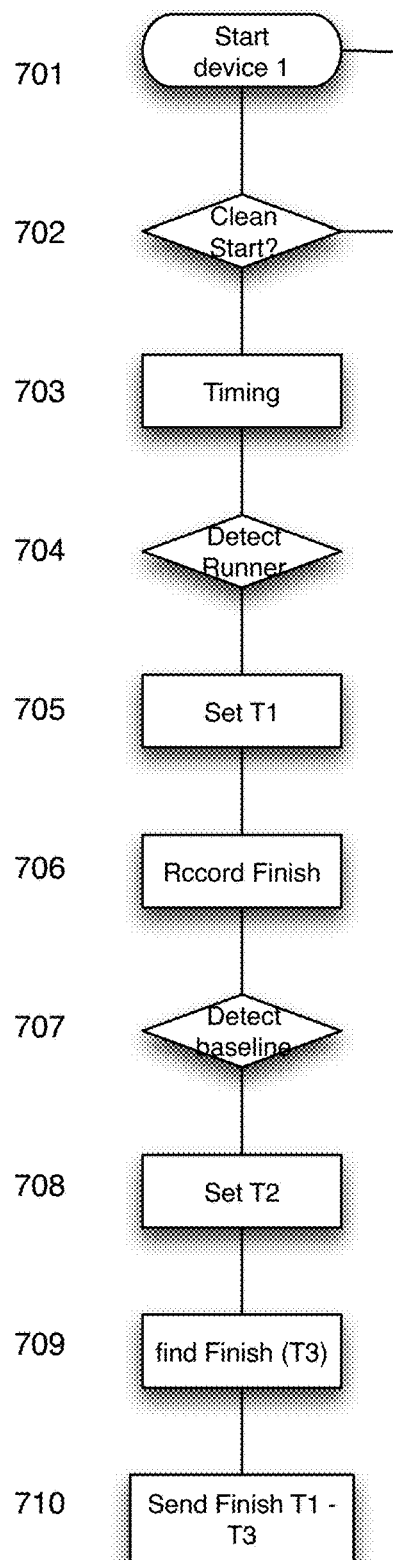 701
Start
device 1
702
Clean
Start?
703
Timing
704
Detect
Runner
705
Set T1
706
Rccord Finish
707
Detect
baseline
708
Set T2
709
find Finish (T3)
710
Send Finish T1 -
T3